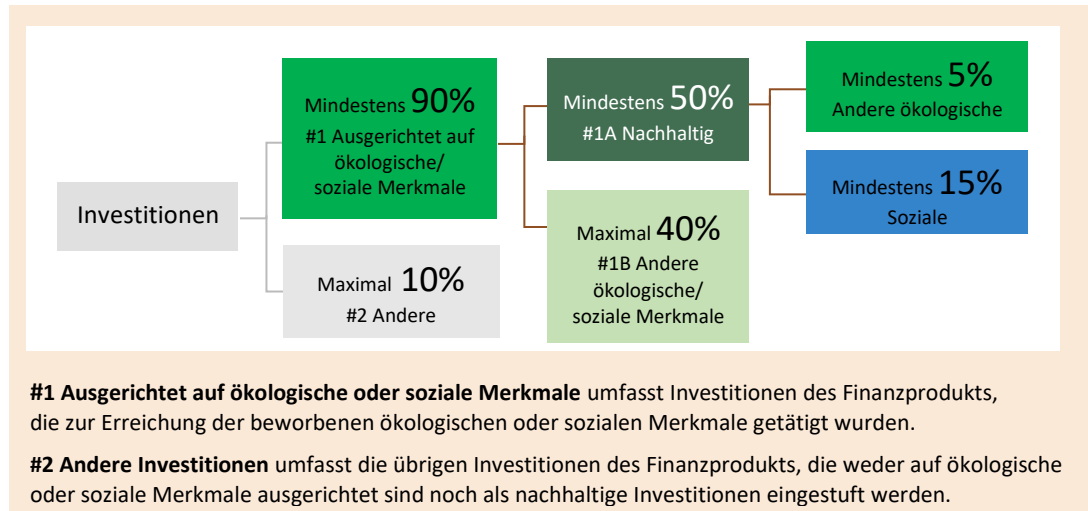 Investitionen
Mindestens 90%
#1 Ausgerichtet auf
ökologische/
soziale Merkmale
Maximal 10%
#2 Andere
Mindestens 50%
#1A Nachhaltig
Maximal 40%
#1B Andere
ökologische/
soziale Merkmale
Mindestens 5%
Andere ökologische
Mindestens 15%
Soziale
#1 Ausgerichtet auf ökologische oder soziale Merkmale umfasst Investitionen des Finanzprodukts,
die zur Erreichung der beworbenen ökologischen oder sozialen Merkmale getätigt wurden.
#2 Andere Investitionen umfasst die übrigen Investitionen des Finanzprodukts, die weder auf ökologische
oder soziale Merkmale ausgerichtet sind noch als nachhaltige Investitionen eingestuft werden.